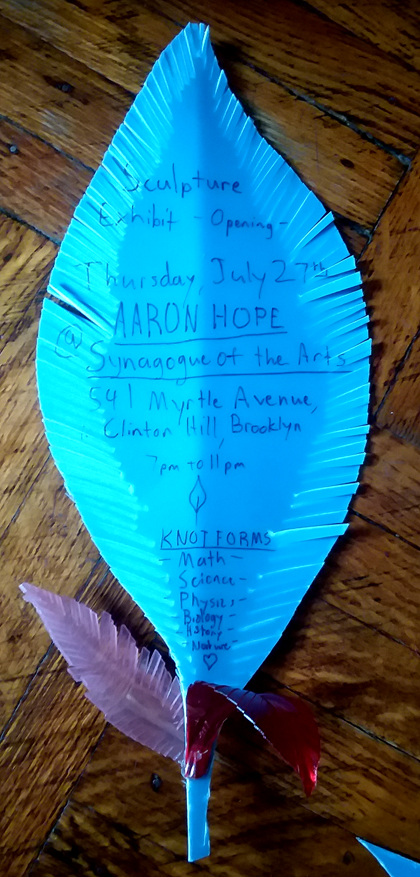 Sculpture
Exhibit - Opening -
Thursday, July 27th
AARON HOPE
@
Synagogue of the Arts
541 Myrtle Avenue,
Clinton Hill, Brooklyn
7pm to 11pm
KNOT FORMS
- Math -
Science -
- Physics -
Biology -
- History -
- Nature -